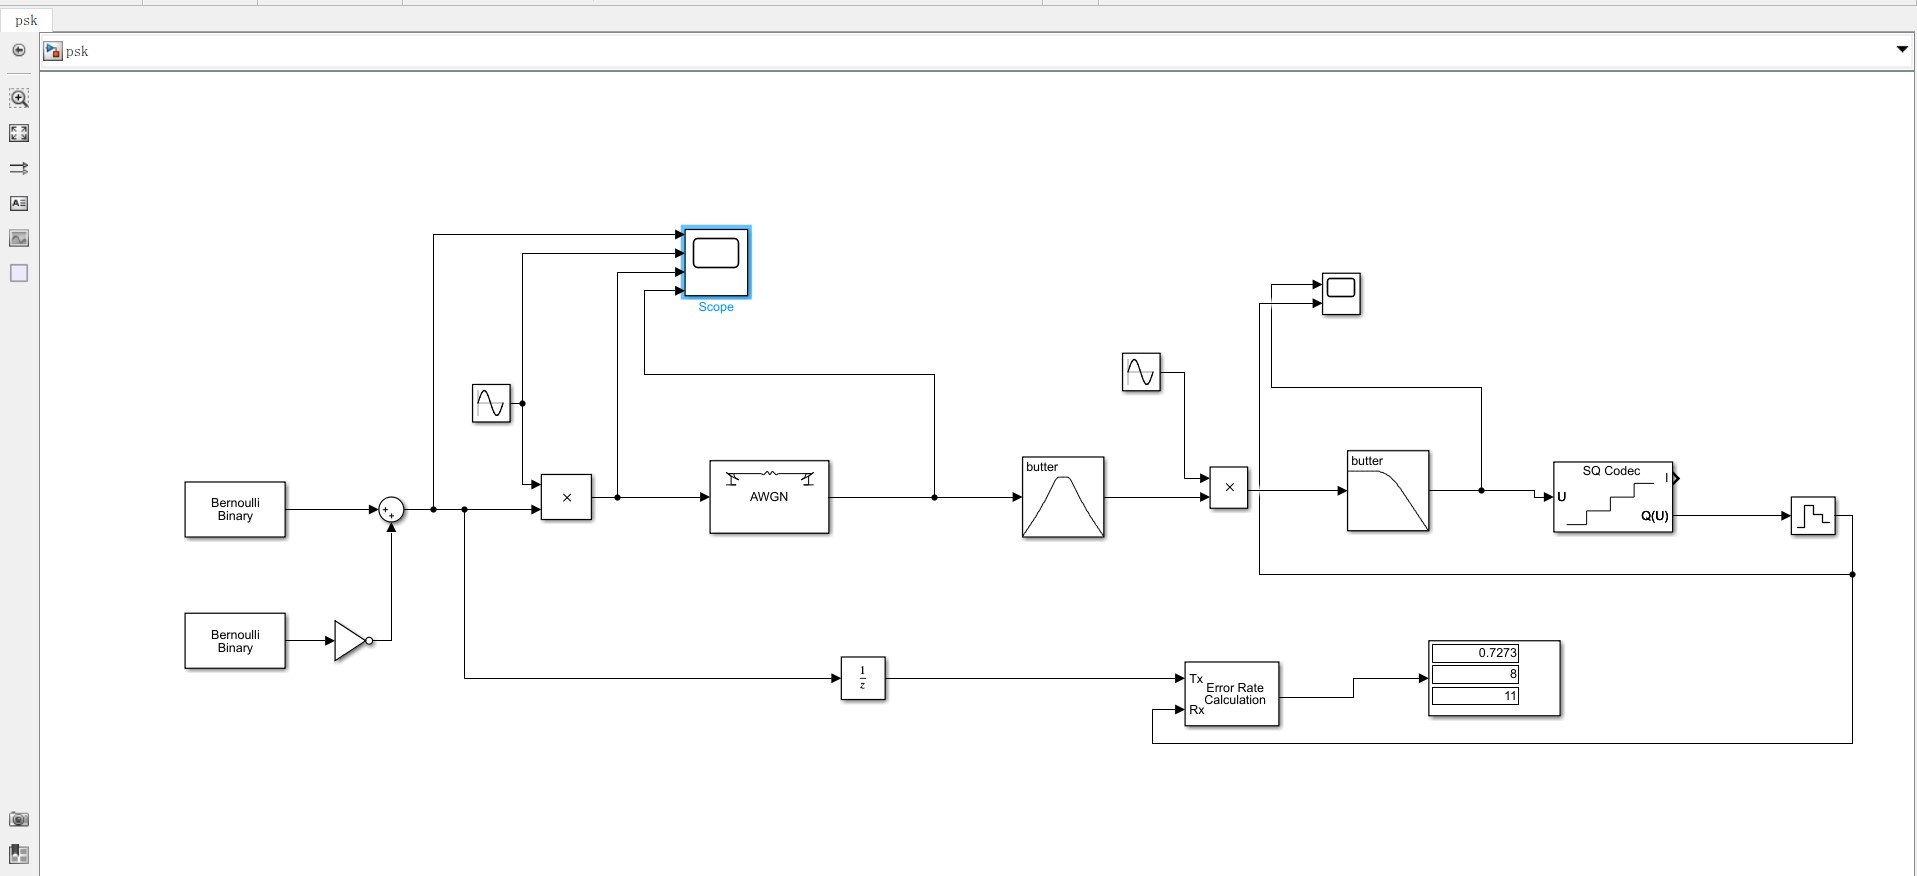 psk
psk
Scope
Bernoulli
Binary
AWGN
butter
butter
SQ Codec
U
I
Q(U)
Bernoulli
Binary
1
z
Tx
Error Rate
Calculation
Rx
0.7273
8
11